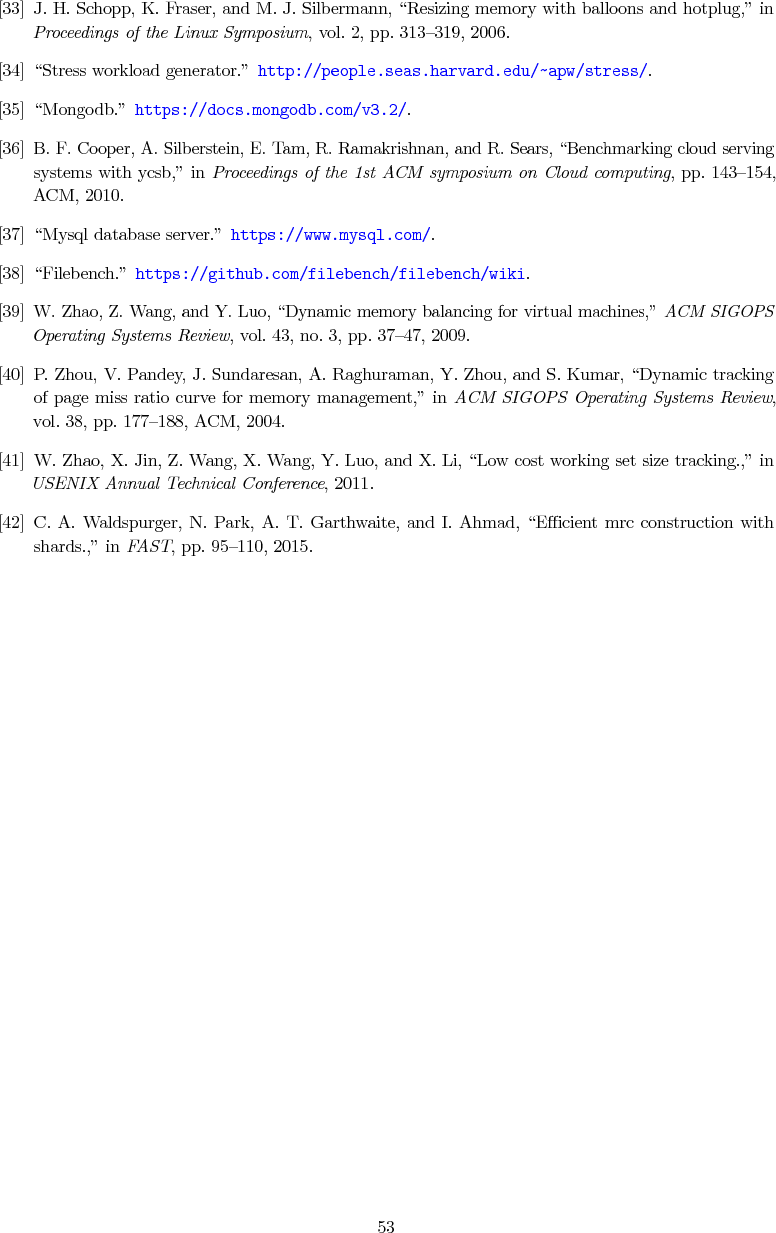 [33] J. H. Schopp, K. Fraser, and M. J. Silbermann, “Resizing memory with balloons and hotplug,” in
Proceedings of the Linux Symposium, vol. 2, pp. 313–319, 2006.
[34] “Stress workload generator.” http://people.seas.harvard.edu/~apw/stress/.
[35] “Mongodb.” https://docs.mongodb.com/v3.2/.
[36] B. F. Cooper, A. Silberstein, E. Tam, R. Ramakrishnan, and R. Sears, “Benchmarking cloud serving
systems with ycsb,” in Proceedings of the 1st ACM symposium on Cloud computing, pp. 143–154,
ACM, 2010.
[37] “Mysql database server.” https://www.mysql.com/.
[38] “Filebench.” https://github.com/filebench/filebench/wiki.
[39] W. Zhao, Z. Wang, and Y. Luo, “Dynamic memory balancing for virtual machines,” ACM SIGOPS
Operating Systems Review, vol. 43, no. 3, pp. 37–47, 2009.
[40] P. Zhou, V. Pandey, J. Sundaresan, A. Raghuraman, Y. Zhou, and S. Kumar, “Dynamic tracking
of page miss ratio curve for memory management,” in ACM SIGOPS Operating Systems Review,
vol. 38, pp. 177–188, ACM, 2004.
[41] W. Zhao, X. Jin, Z. Wang, X. Wang, Y. Luo, and X. Li, “Low cost working set size tracking.,” in
USENIX Annual Technical Conference, 2011.
[42] C. A. Waldspurger, N. Park, A. T. Garthwaite, and I. Ahmad, “Efficient mrc construction with
shards.,” in FAST, pp. 95–110, 2015.
53